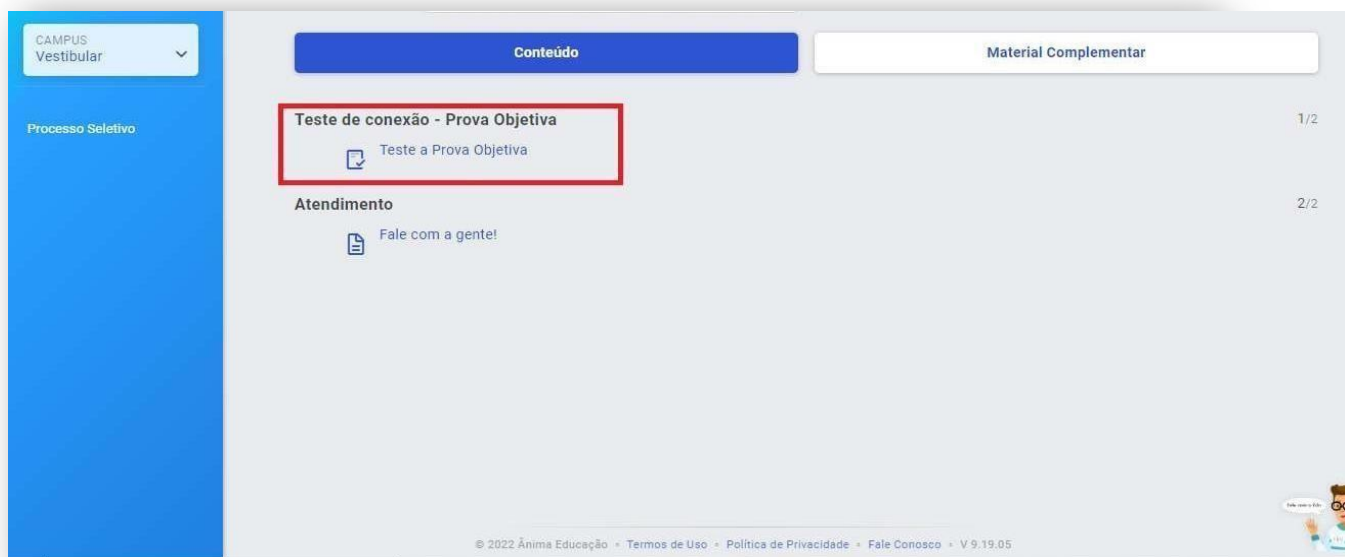 CAMPUS
Vestibular
Processo Seletivo
Conteúdo
Material Complementar
Teste de conexão - Prova Objetiva
1/2
Teste a Prova Objetiva
Atendimento
2/2
Fale com a gente!
© 2022 Ânima Educação • Termos de Uso • Política de Privacidade • Fale Conosco • V 9.19.05